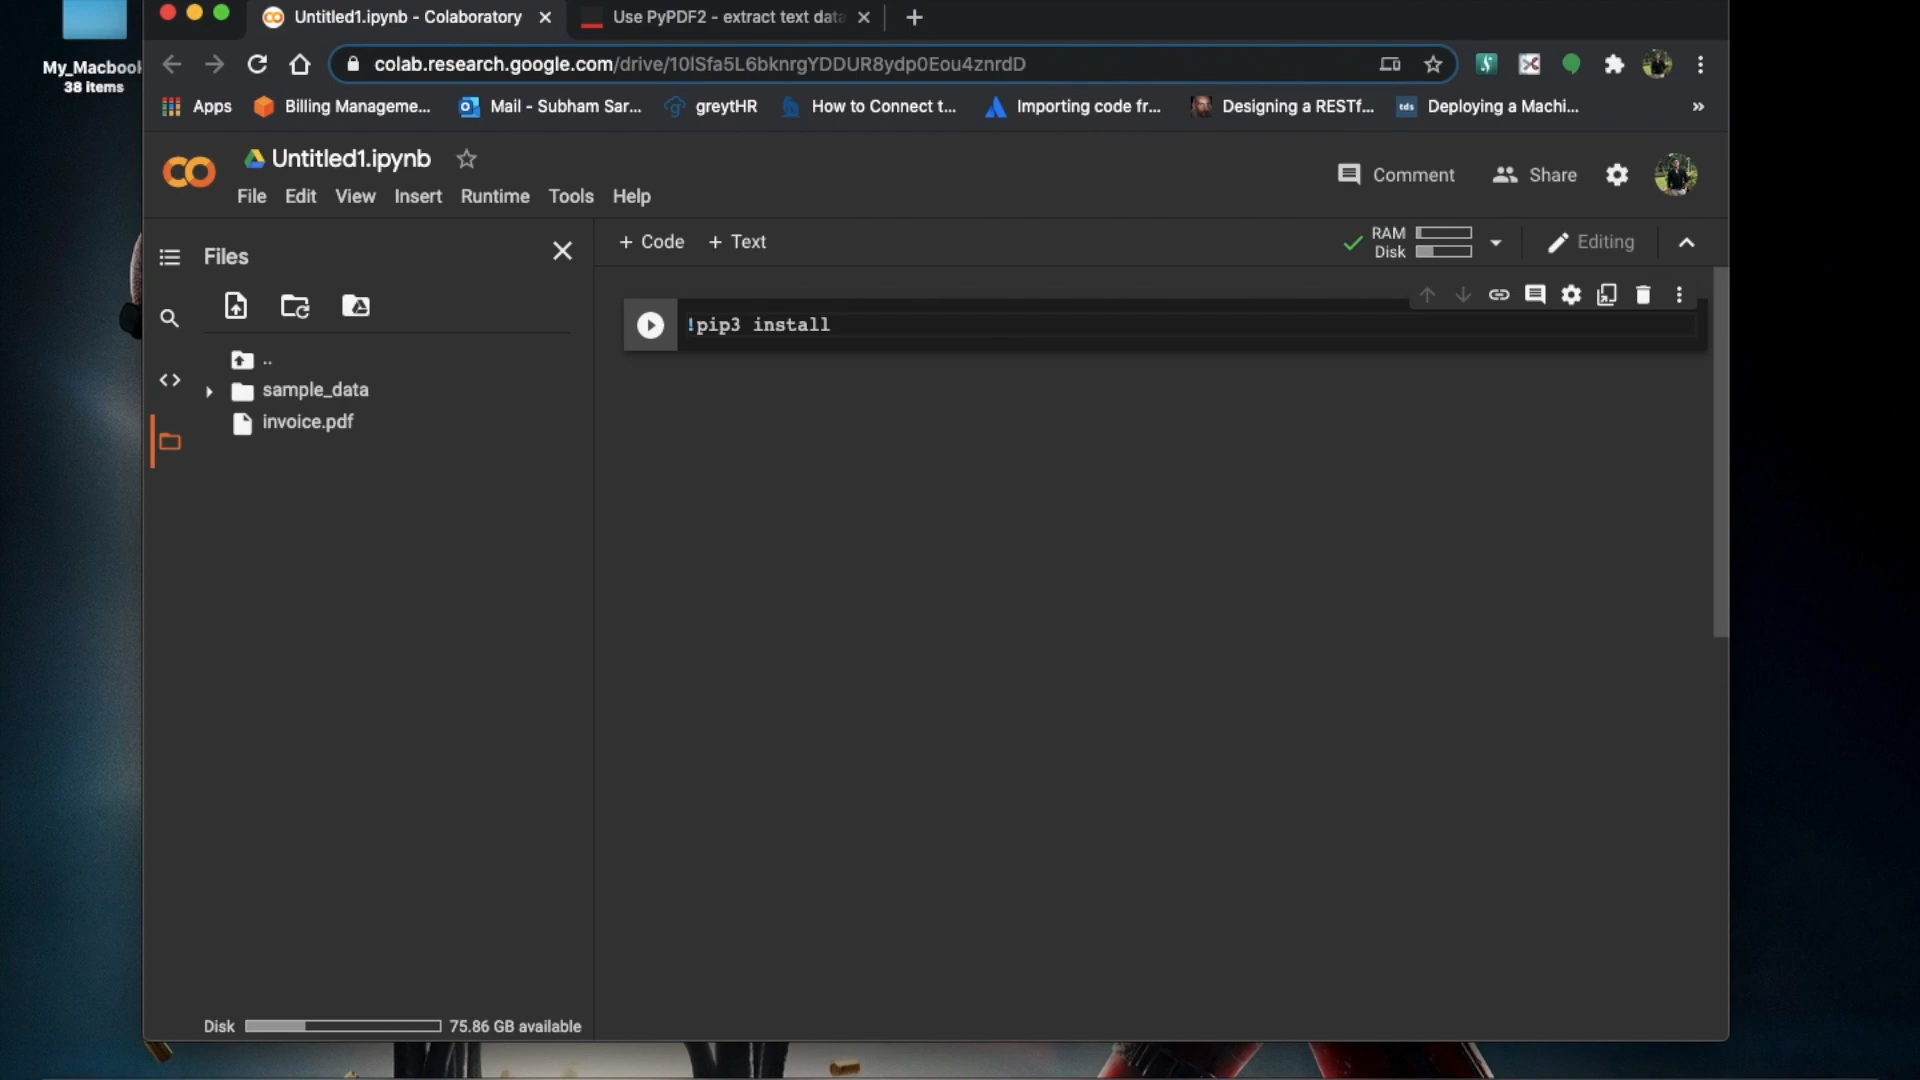 My_Macbook
38 items
Untitled1.ipynb - Colaboratory
Use PyPDF2 - extract text data
colab.research.google.com/drive/10lSfa5L6bknrgYDDUR8ydp0Eou4znrdD
Apps
Billing Manageme...
Mail - Subham Sar...
greytHR
How to Connect t...
Importing code fr...
Designing a RESTf...
tds
Deploying a Machi...
»
Untitled1.ipynb
Comment
Share
File Edit View Insert Runtime Tools Help
Files
+ Code + Text
RAM
Disk
Editing
!pip3 install
..
sample_data
invoice.pdf
Disk
75.86 GB available